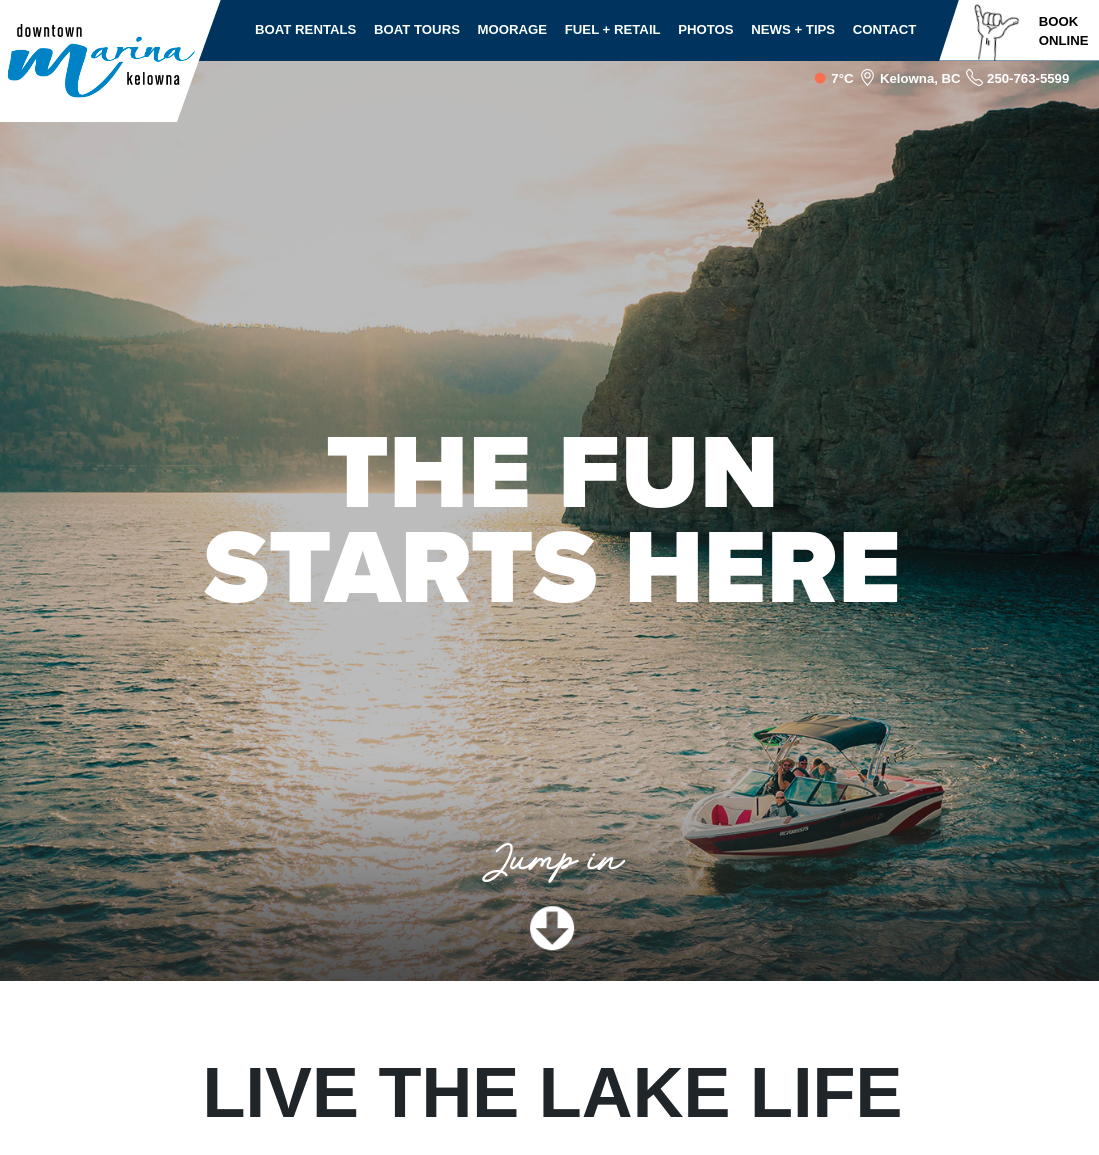 downtown
marina
kelowna
BOAT RENTALS BOAT TOURS MOORAGE FUEL + RETAIL PHOTOS NEWS + TIPS CONTACT
BOOK
ONLINE
7°C Kelowna, BC 250-763-5599
THE FUN
STARTS HERE
Jump in
LIVE THE LAKE LIFE